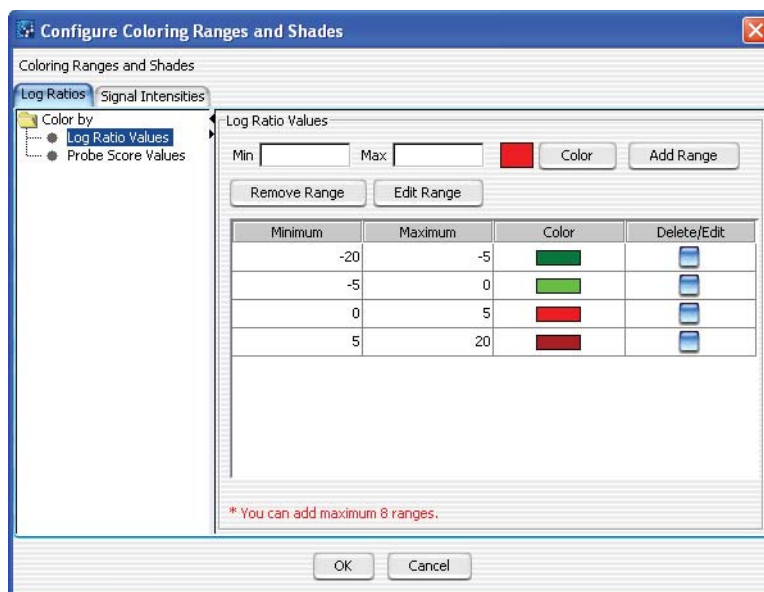 Configure Coloring Ranges and Shades
Coloring Ranges and Shades
Log Ratios Signal Intensities
Color by
Log Ratio Values
Probe Score Values
Log Ratio Values
Min Max Color Add Range
Remove Range Edit Range
Minimum Maximum Color Delete/Edit
-20 -5
-5 0
0 5
5 20
* You can add maximum 8 ranges.
OK Cancel